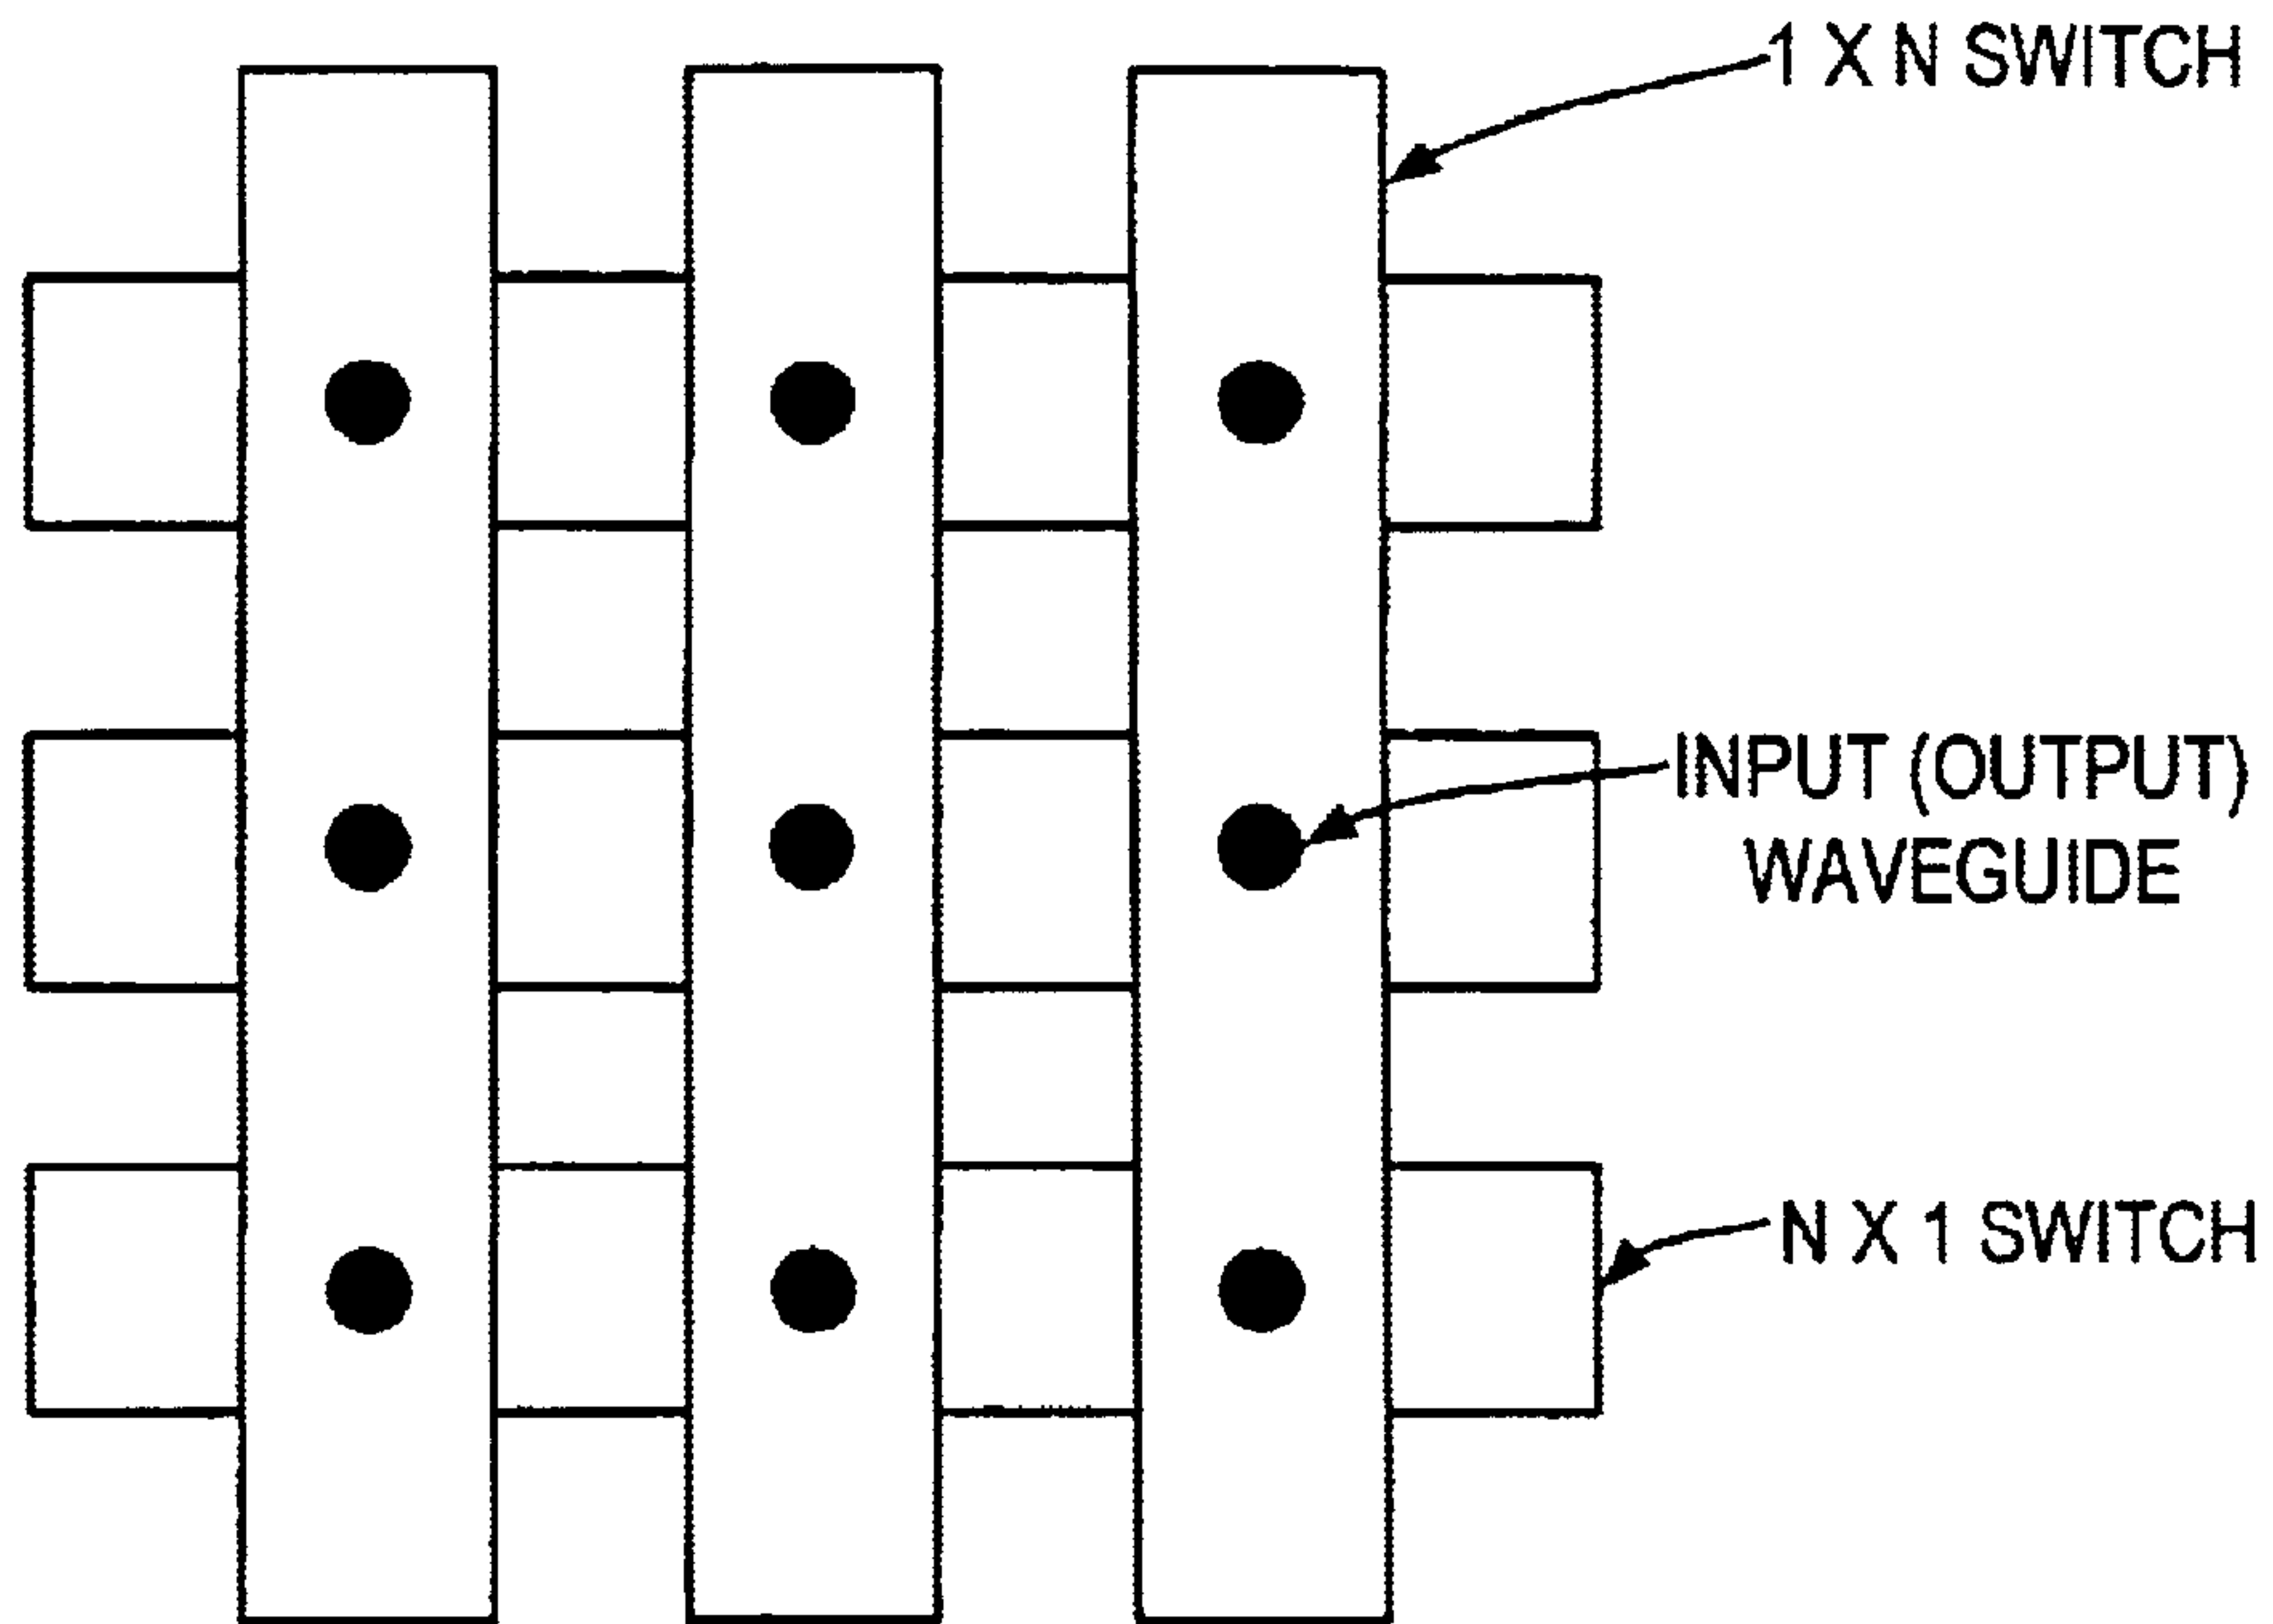 1 X N SWITCH
INPUT (OUTPUT)
WAVEGUIDE
N X 1 SWITCH